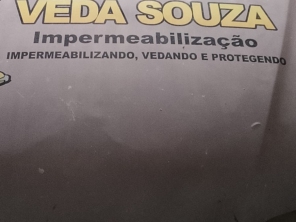 VEDA SOUZA
Impermeabilização
IMPERMEABILIZANDO, VEDANDO E PROTEGENDO